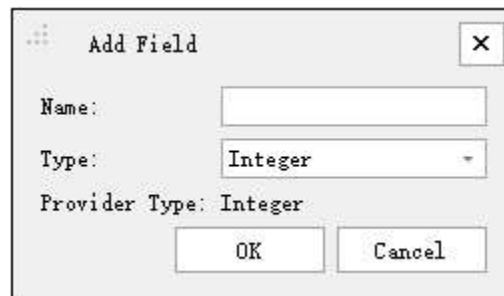 Add Field
Name:
Type: Integer
Provider Type: Integer
OK Cancel